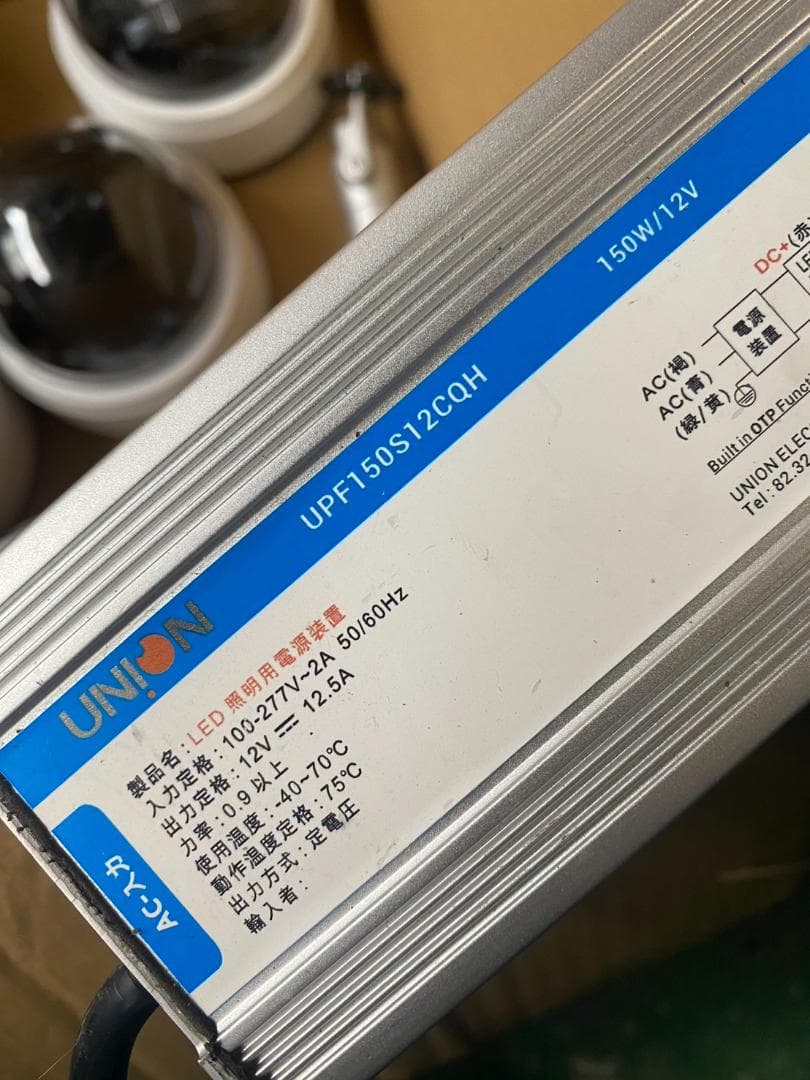 UNION
UPF150S12CQH
150W/12V
製品名:LED 照明用電源装置
入力定格:100-277V~2A 50/60Hz
出力定格:12V ⎓ 12.5A
力率:0.9以上
使用温度:-40~70℃
動作温度定格:75℃
出力方式:定電圧
輸入者:
AC-入力
DC+(赤
電源
装置
AC(褐)
AC(青)
(緑/黄)
Built in OTP Functi
UNION ELEC
Tel:82.32